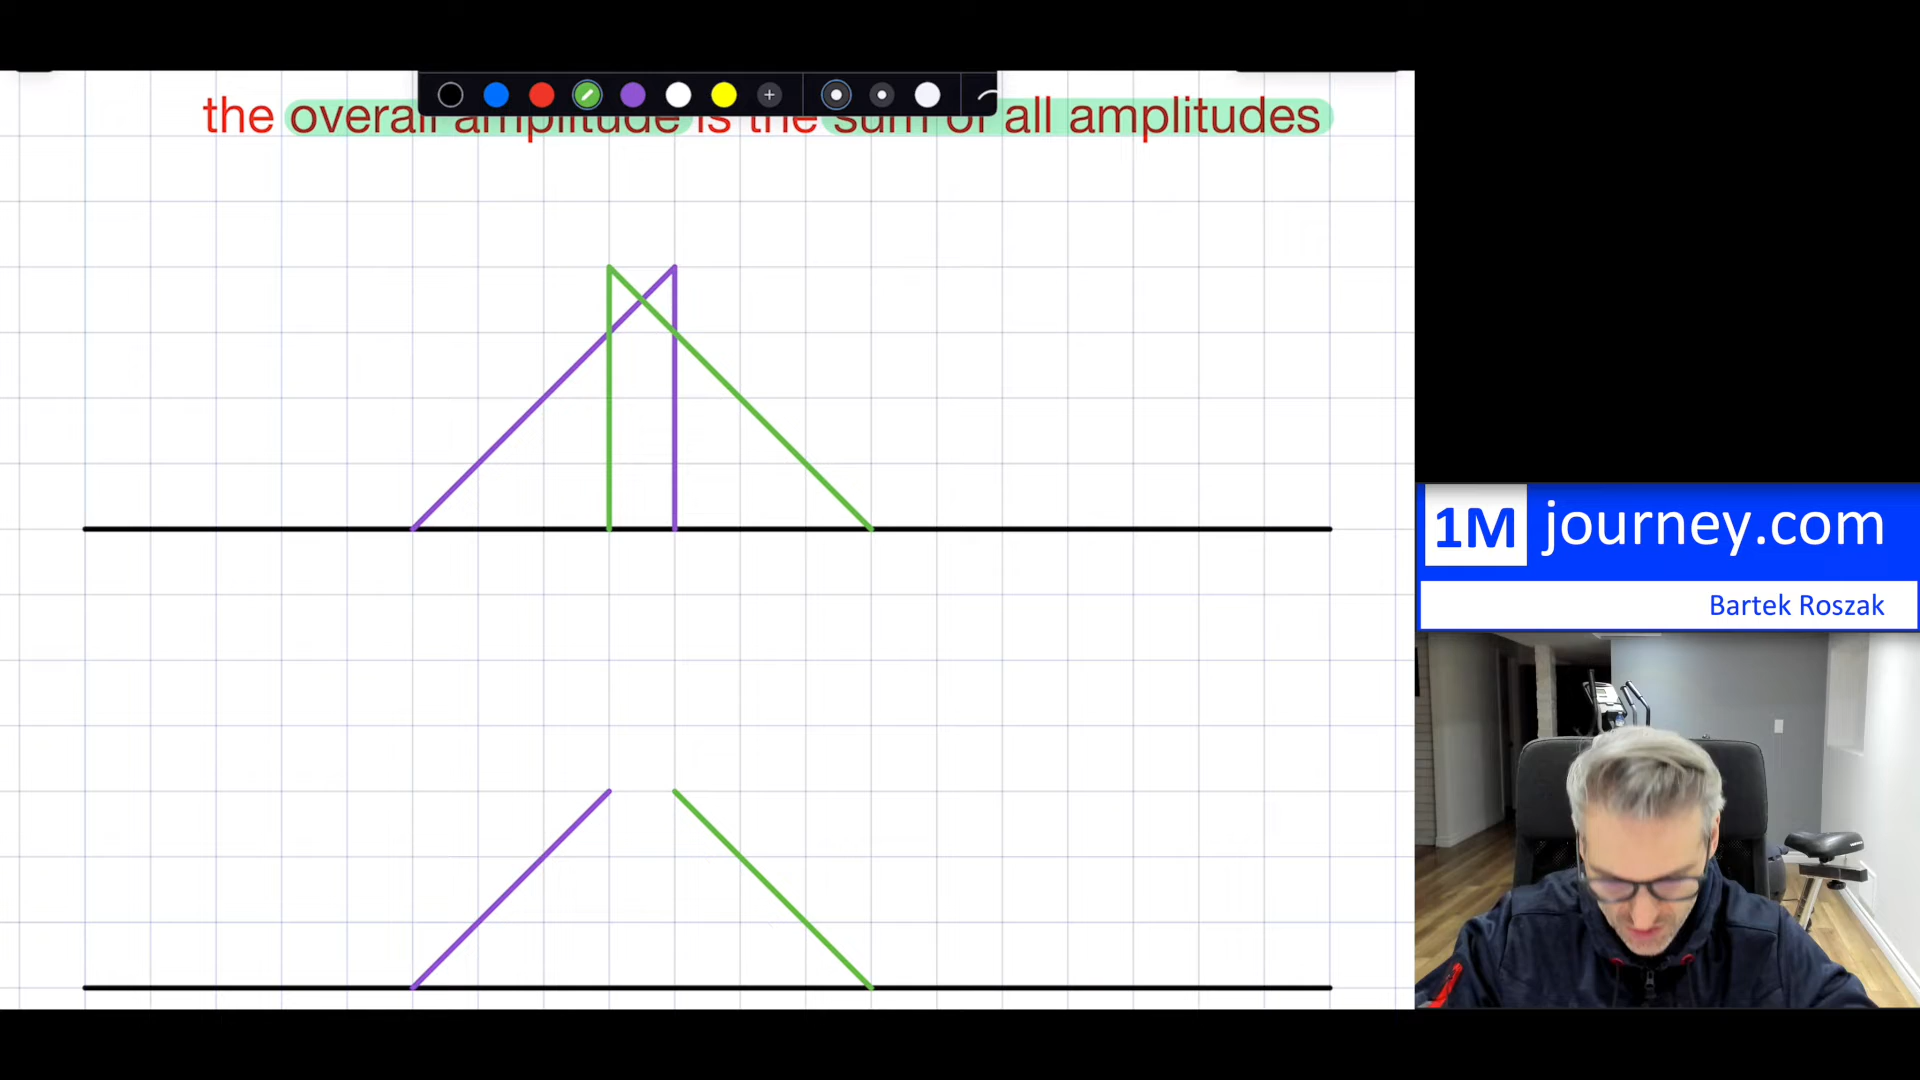 the overall amplitude is the sum of all amplitudes
1M journey.com
Bartek Roszak